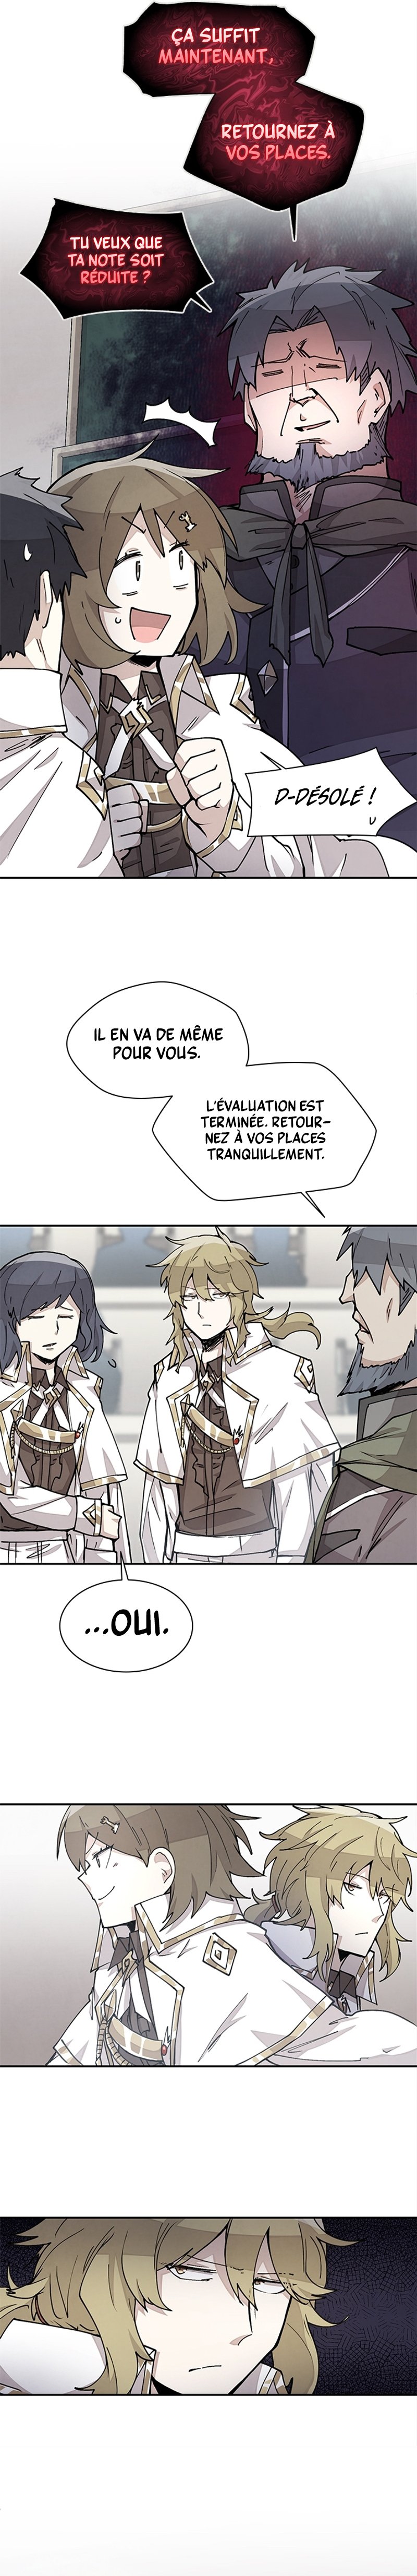 ÇA SUFFIT
MAINTENANT,
RETOURNEZ À
VOS PLACES.
TU VEUX QUE
TA NOTE SOIT
RÉDUITE ?
D-DÉSOLÉ !
IL EN VA DE MÊME
POUR VOUS.
L'ÉVALUATION EST
TERMINÉE. RETOUR-
NEZ À VOS PLACES
TRANQUILLEMENT.
...OUI.